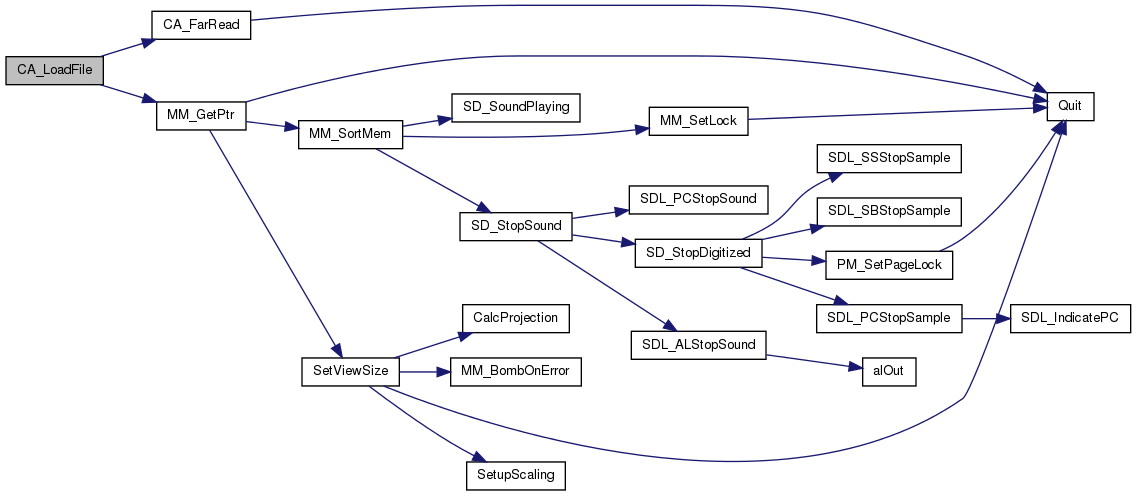 CA_FarRead
CA_LoadFile
MM_GetPtr
SD_SoundPlaying
Quit
MM_SetLock
MM_SortMem
SDL_SSStopSample
SDL_PCStopSound
SDL_SBStopSample
SD_StopSound
SD_StopDigitized
PM_SetPageLock
CalcProjection
SDL_PCStopSample
SDL_IndicatePC
SDL_ALStopSound
SetViewSize
MM_BombOnError
alOut
SetupScaling